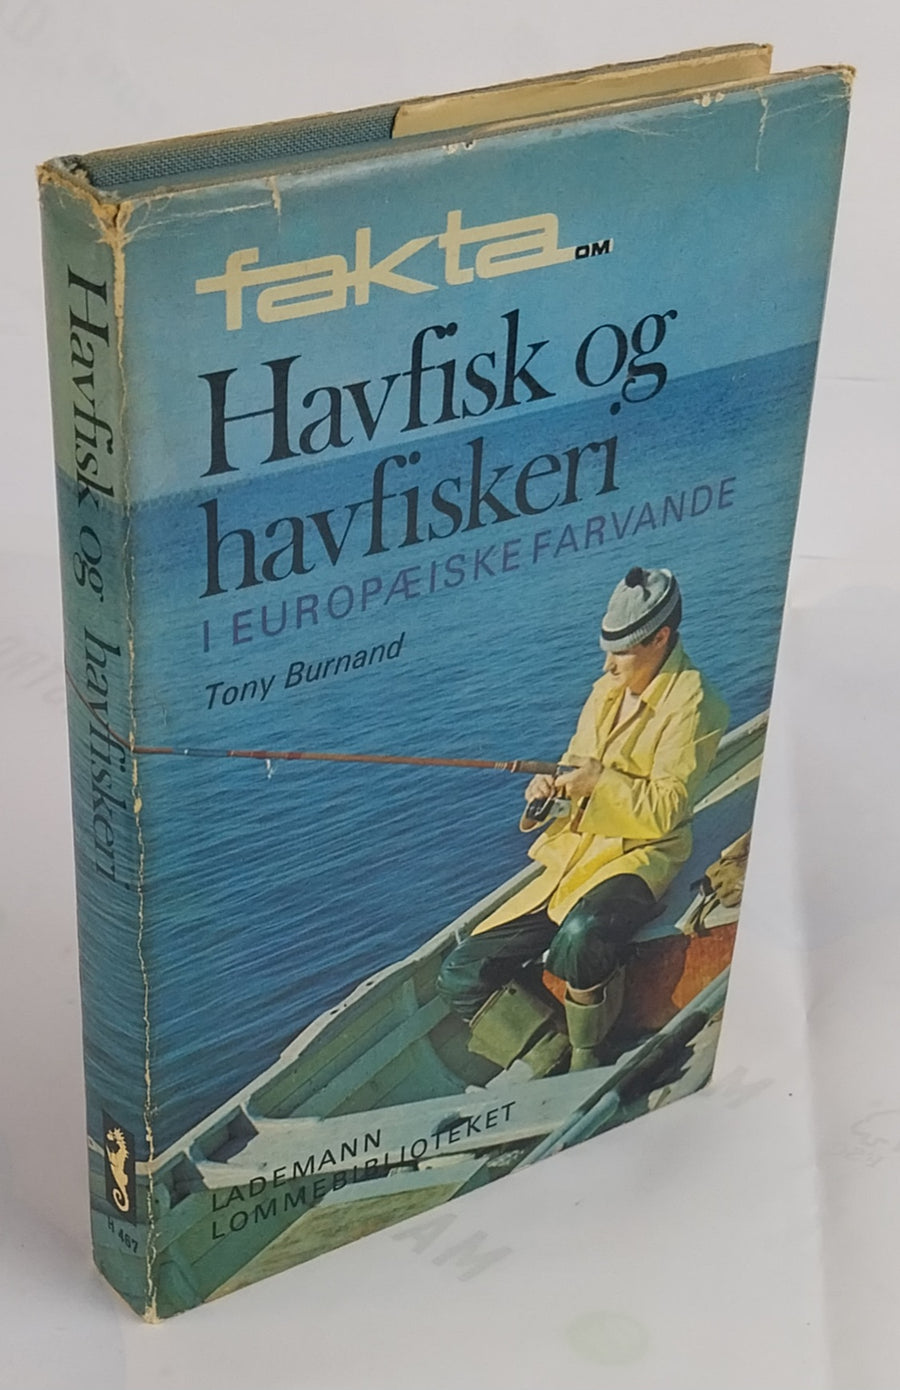 fakta OM
Havfisk og
havfiskeri
I EUROPÆISKE FARVANDE
Tony Burnand
LADEMANN
LOMMEBIBLIOTEKET
Havfisk og havfiskeri
H 467